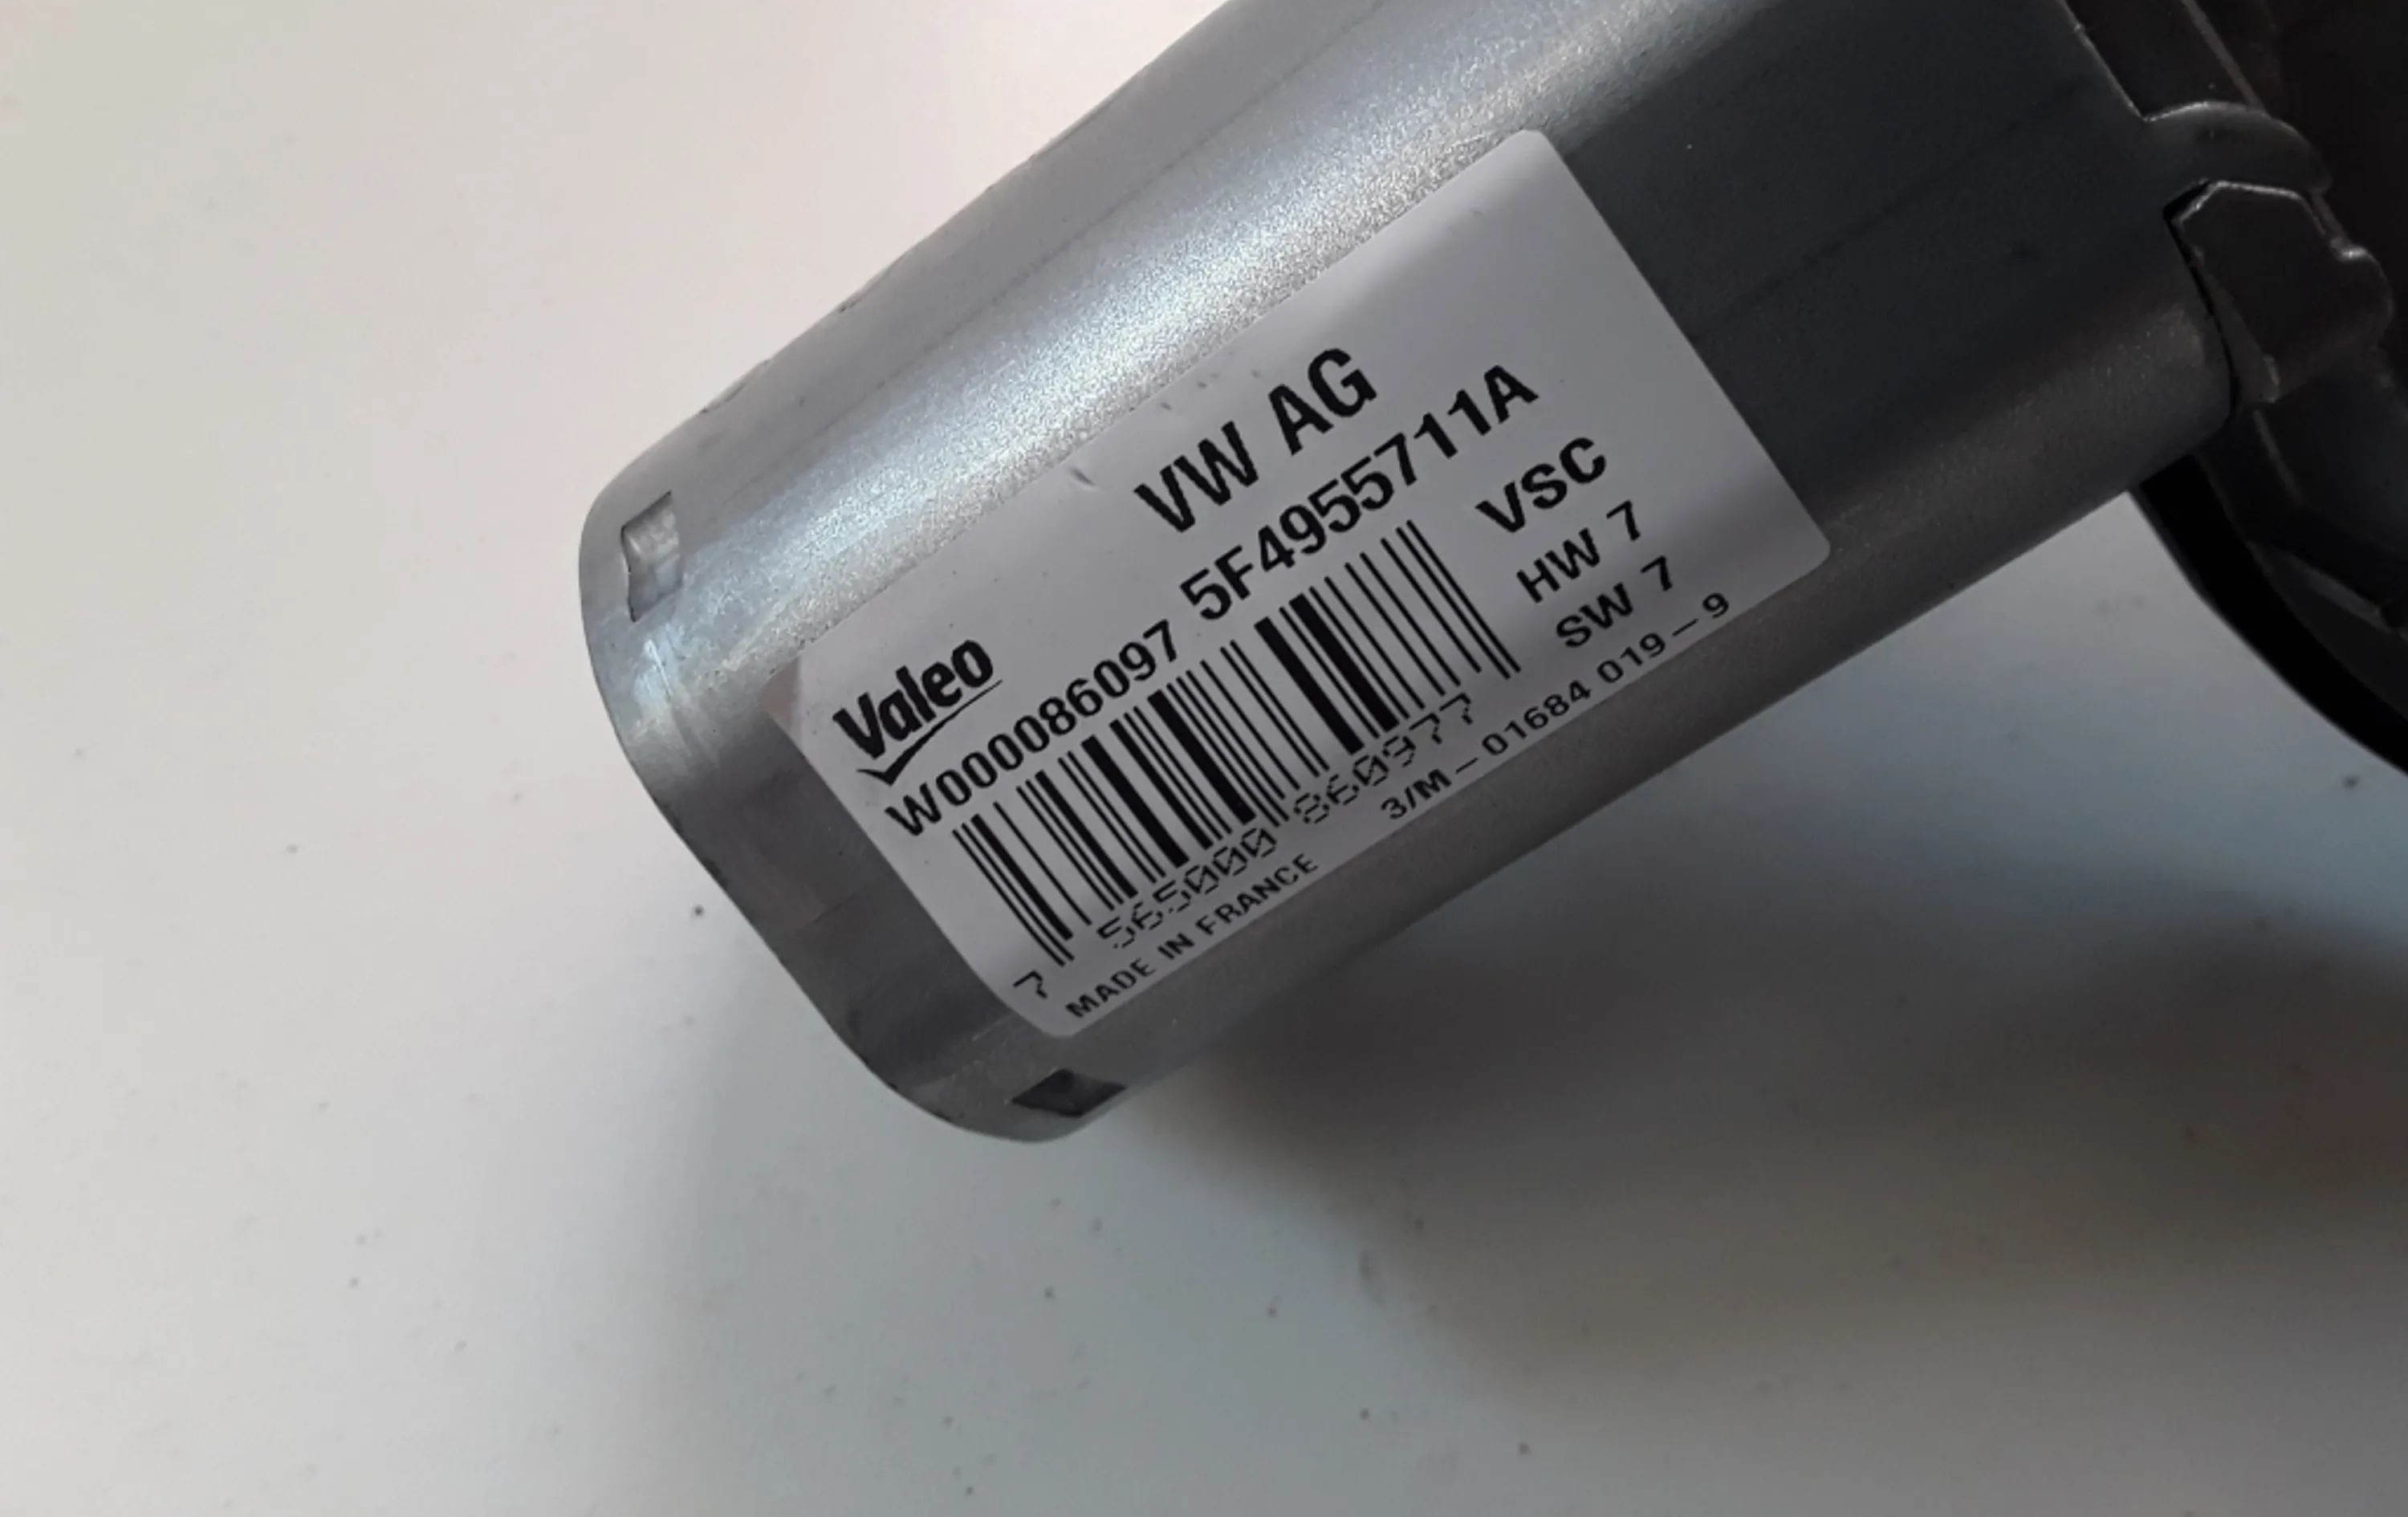 VW AG
Valeo
W000086097 5F4955711A
VSC
HW 7
SW 7
7 565000 860977
MADE IN FRANCE 3/M-01684 019-9